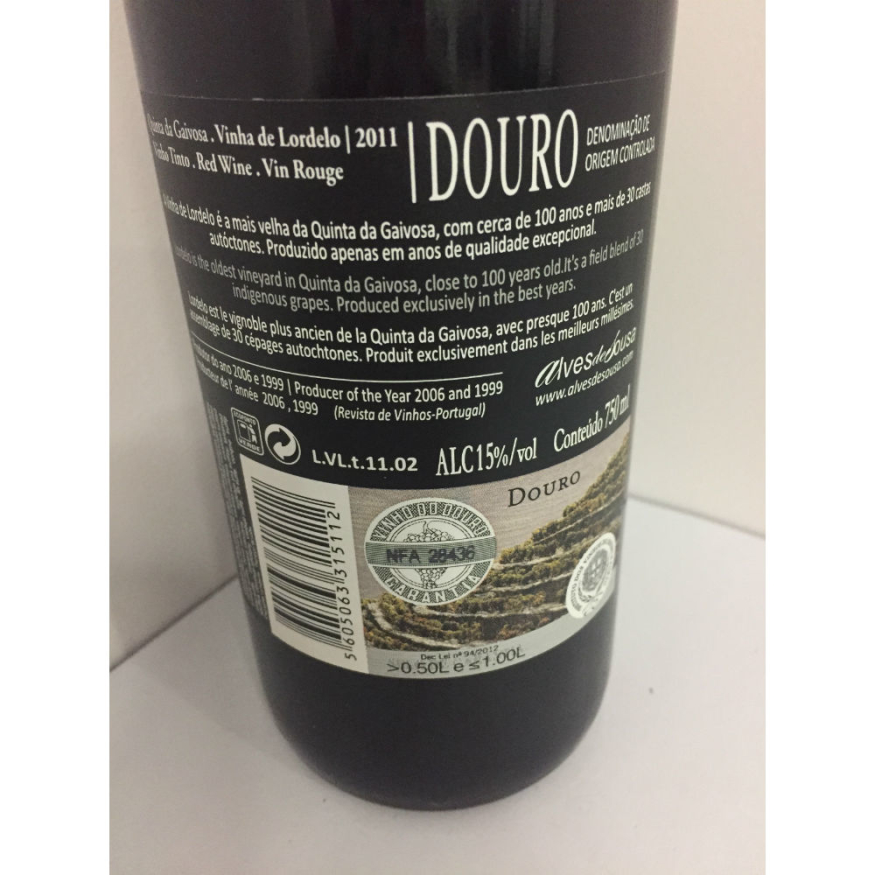 Quinta da Gaivosa . Vinha de Lordelo | 2011
Vinho Tinto . Red Wine . Vin Rouge
DOURO
DENOMINAÇÃO DE
ORIGEM CONTROLADA
A Vinha de Lordelo é a mais velha da Quinta da Gaivosa, com cerca de 100 anos e mais de 30 castas
autóctones. Produzido apenas em anos de qualidade excepcional.
Lordelo is the oldest vineyard in Quinta da Gaivosa, close to 100 years old.It's a field blend of 30
indigenous grapes. Produced exclusively in the best years.
Lordelo est le vignoble plus ancien de la Quinta da Gaivosa, avec presque 100 ans. C'est un
assemblage de 30 cépages autochtones. Produit exclusivement dans les meilleurs millésimes.
do ano 2006 e 1999 | Producer of the Year 2006 and 1999
de l' année 2006 , 1999 (Revista de Vinhos-Portugal)
Alves de Sousa
www.alvesdesousa.com
L.VL.t.11.02 ALC15%/vol Conteúdo 750 ml
DOURO
VINHO DO DOURO
NFA 28436
GARANTIA
5 605063 315112
Dec Lei nº 94/2012
>0.50L e ≤1.00L